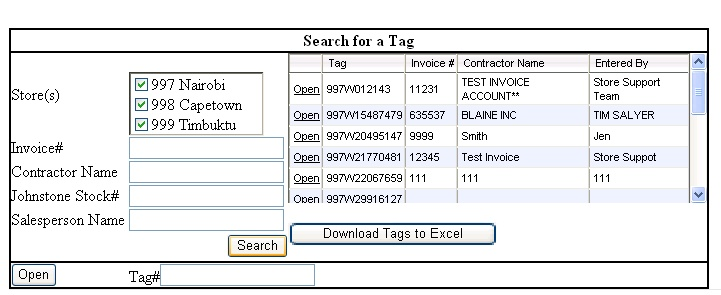 Search for a Tag
Store(s)
997 Nairobi
998 Capetown
999 Timbuktu
Invoice#
Contractor Name
Johnstone Stock#
Salesperson Name
Search
Tag Invoice # Contractor Name Entered By
Open 997W012143 11231 TEST INVOICE ACCOUNT** Store Support Team
Open 997W15487479 635537 BLAINE INC TIM SALYER
Open 997W20495147 9999 Smith Jen
Open 997W21770481 12345 Test Invoice Store Suppot
Open 997W22067659 111 111 111
Open 997W29916127
Download Tags to Excel
Open Tag#